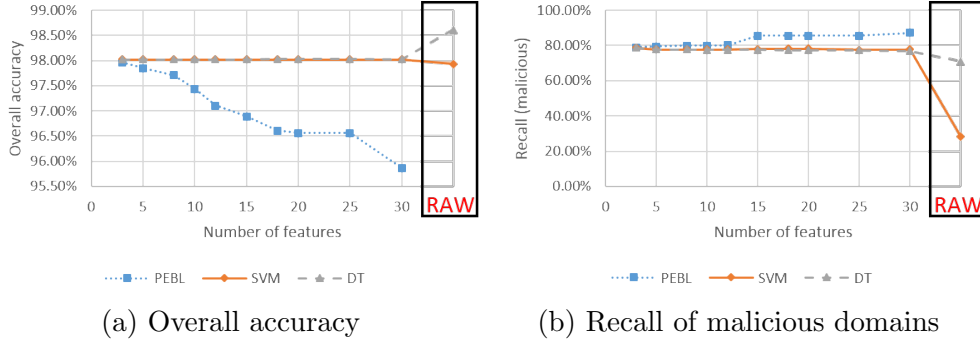 99.00%
98.50%
98.00%
97.50%
97.00%
96.50%
96.00%
95.50%
Overall accuracy
0 5 10 15 20 25 30 RAW
Number of features
PEBL SVM DT
(a) Overall accuracy
100.00%
80.00%
60.00%
40.00%
20.00%
0.00%
Recall (malicious)
0 5 10 15 20 25 30 RAW
Number of features
PEBL SVM DT
(b) Recall of malicious domains